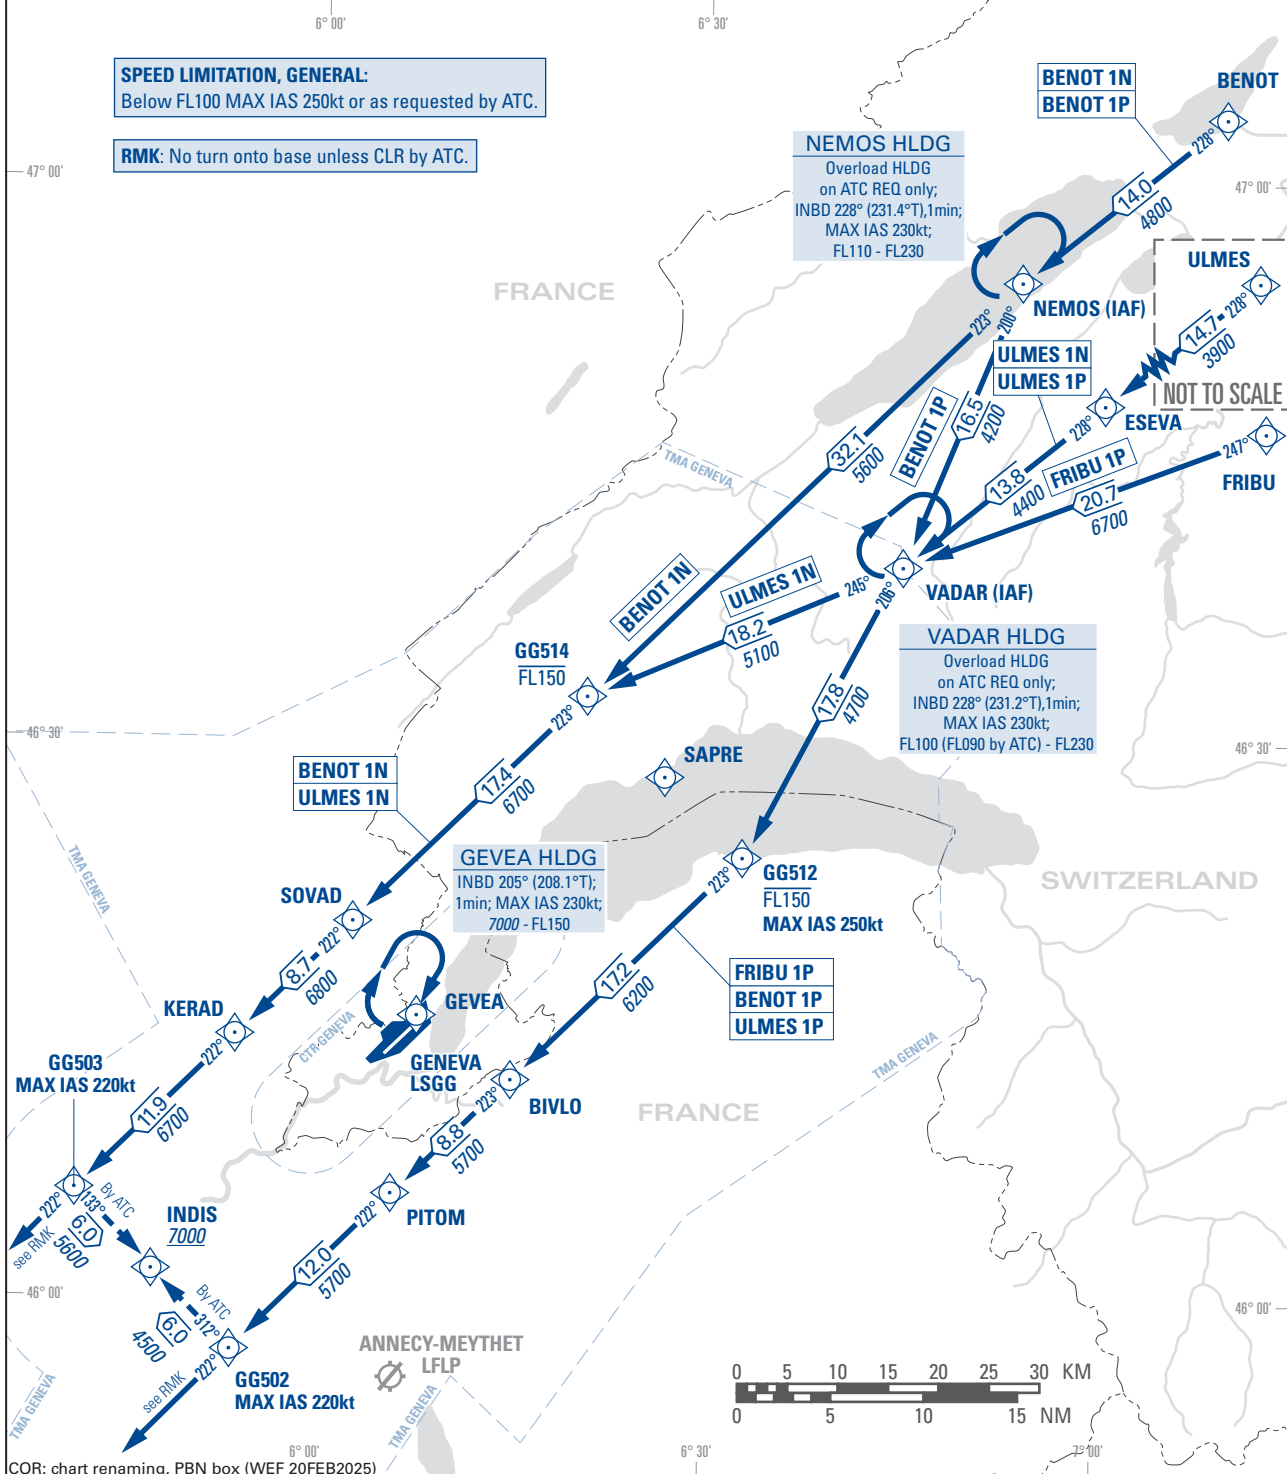 6° 00'
6° 30'
SPEED LIMITATION, GENERAL:
Below FL100 MAX IAS 250kt or as requested by ATC.
RMK: No turn onto base unless CLR by ATC.
47° 00'
47° 00'
BENOT 1N
BENOT 1P
BENOT
228°
14.0
4800
NEMOS HLDG
Overload HLDG
on ATC REQ only;
INBD 228° (231.4°T),1min;
MAX IAS 230kt;
FL110 - FL230
FRANCE
NEMOS (IAF)
223°
200°
ULMES
228°
14.7
3900
NOT TO SCALE
ULMES 1N
ULMES 1P
ESEVA
228°
13.8
4400
FRIBU 1P
247°
FRIBU
20.7
6700
BENOT 1P
16.5
4200
32.1
5600
TMA GENEVA
BENOT 1N
ULMES 1N
245°
206°
VADAR (IAF)
18.2
5100
VADAR HLDG
Overload HLDG
on ATC REQ only;
INBD 228° (231.2°T),1min;
MAX IAS 230kt;
FL100 (FL090 by ATC) - FL230
GG514
FL150
223°
17.8
4700
46° 30'
46° 30'
SAPRE
BENOT 1N
ULMES 1N
17.4
6700
GEVEA HLDG
INBD 205° (208.1°T);
1min; MAX IAS 230kt;
7000 - FL150
GG512
FL150
MAX IAS 250kt
223°
SWITZERLAND
TMA GENEVA
SOVAD
222°
8.7
6800
FRIBU 1P
BENOT 1P
ULMES 1P
17.2
6200
KERAD
222°
GEVEA
CTR GENEVA
GENEVA
LSGG
TMA GENEVA
GG503
MAX IAS 220kt
11.9
6700
BIVLO
223°
8.8
5700
FRANCE
222°
see RMK
133°
By ATC
6.0
5600
INDIS
7000
PITOM
222°
12.0
5700
46° 00'
46° 00'
By ATC
312°
6.0
4500
222°
see RMK
GG502
MAX IAS 220kt
ANNECY-MEYTHET
LFLP
TMA GENEVA
TMA GENEVA
0 5 10 15 20 25 30 KM
0 5 10 15 NM
6° 00'
6° 30'
7° 00'
COR: chart renaming, PBN box (WEF 20FEB2025)